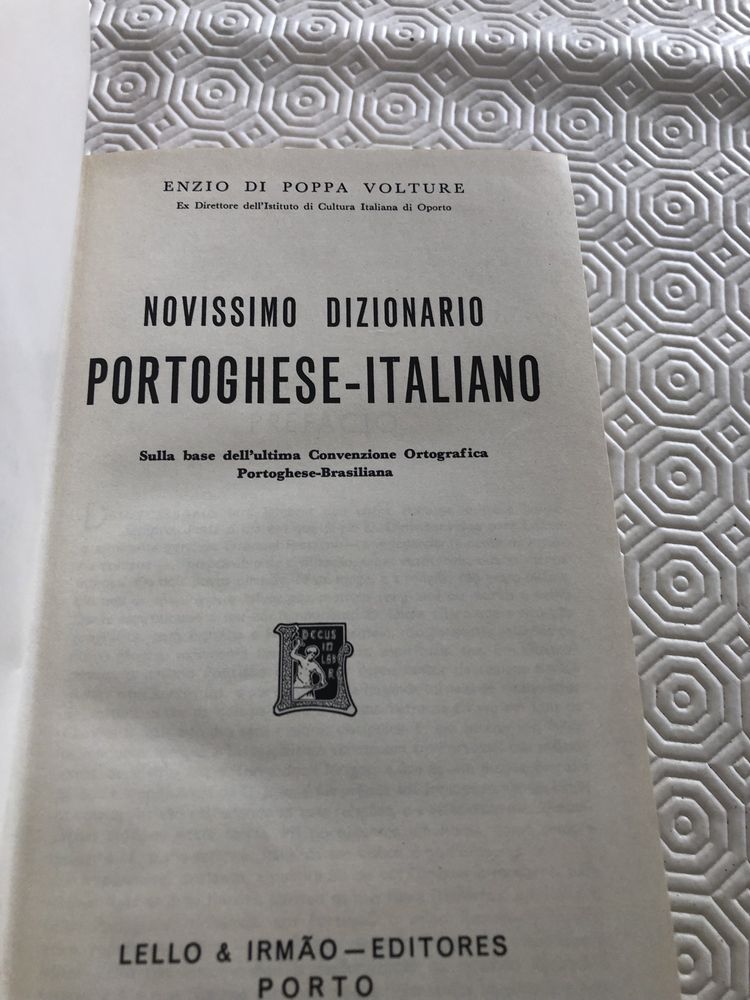 ENZIO DI POPPA VOLTURE
Ex Direttore dell'Istituto di Cultura Italiana di Oporto
NOVISSIMO DIZIONARIO
PORTOGHESE-ITALIANO
Sulla base dell'ultima Convenzione Ortografica
Portoghese-Brasiliana
DECUS
IN
LABO
R
LELLO & IRMÃO — EDITORES
PORTO